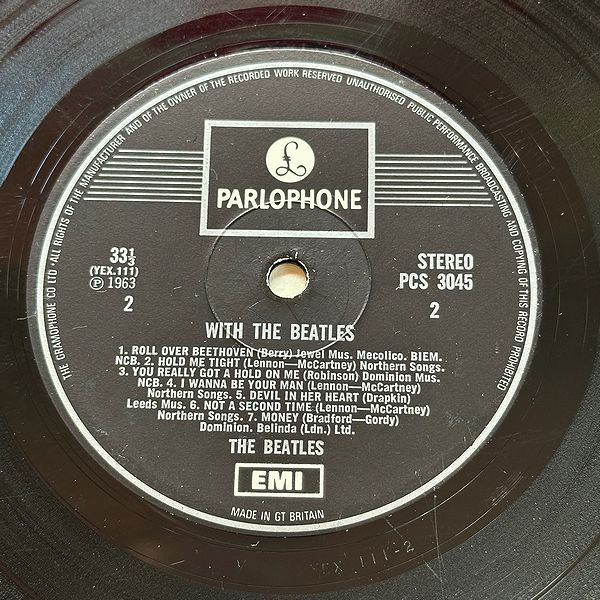 THE GRAMOPHONE CO LTD · ALL RIGHTS OF THE MANUFACTURER AND OF THE OWNER OF THE RECORDED WORK RESERVED UNAUTHORISED PUBLIC PERFORMANCE BROADCASTING AND COPYING OF THIS RECORD PROHIBITED
£
PARLOPHONE
33⅓
(YEX.111)
℗ 1963
2
STEREO
PCS 3045
2
WITH THE BEATLES
1. ROLL OVER BEETHOVEN (Berry) Jewel Mus. Mecolico. BIEM.
NCB. 2. HOLD ME TIGHT (Lennon—McCartney) Northern Songs.
3. YOU REALLY GOT A HOLD ON ME (Robinson) Dominion Mus.
NCB. 4. I WANNA BE YOUR MAN (Lennon—McCartney)
Northern Songs. 5. DEVIL IN HER HEART (Drapkin)
Leeds Mus. 6. NOT A SECOND TIME (Lennon—McCartney)
Northern Songs. 7. MONEY (Bradford—Gordy)
Dominion. Belinda (Ldn.) Ltd.
THE BEATLES
EMI
MADE IN GT BRITAIN
YEX 111-2